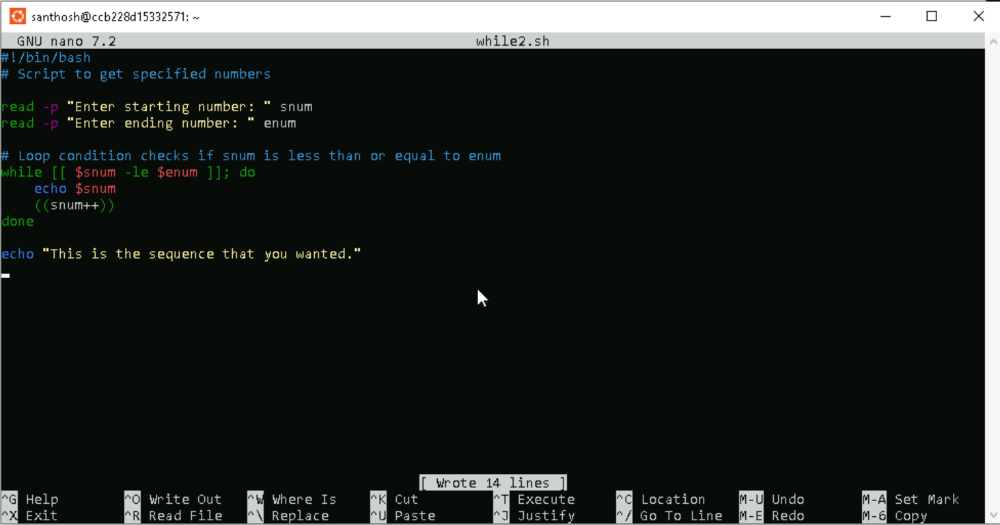 santhosh@ccb228d15332571: ~
GNU nano 7.2 while2.sh
#!/bin/bash
# Script to get specified numbers
read -p "Enter starting number: " snum
read -p "Enter ending number: " enum
# Loop condition checks if snum is less than or equal to enum
while [[ $snum -le $enum ]]; do
    echo $snum
    ((snum++))
done
echo "This is the sequence that you wanted."
[ Wrote 14 lines ]
^G Help ^O Write Out ^W Where Is ^K Cut ^T Execute ^C Location M-U Undo M-A Set Mark
^X Exit ^R Read File ^\ Replace ^U Paste ^J Justify ^/ Go To Line M-E Redo M-6 Copy